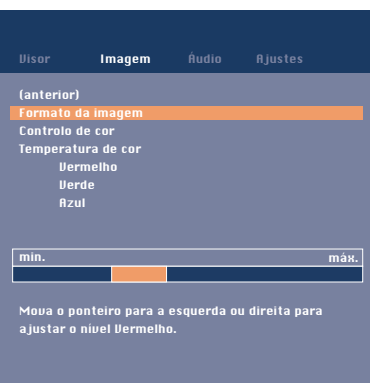 Visor Imagem Áudio Ajustes
(anterior)
Formato da imagem
Controlo de cor
Temperatura de cor
Vermelho
Verde
Azul
min. máx.
Mova o ponteiro para a esquerda ou direita para
ajustar o nivel Vermelho.